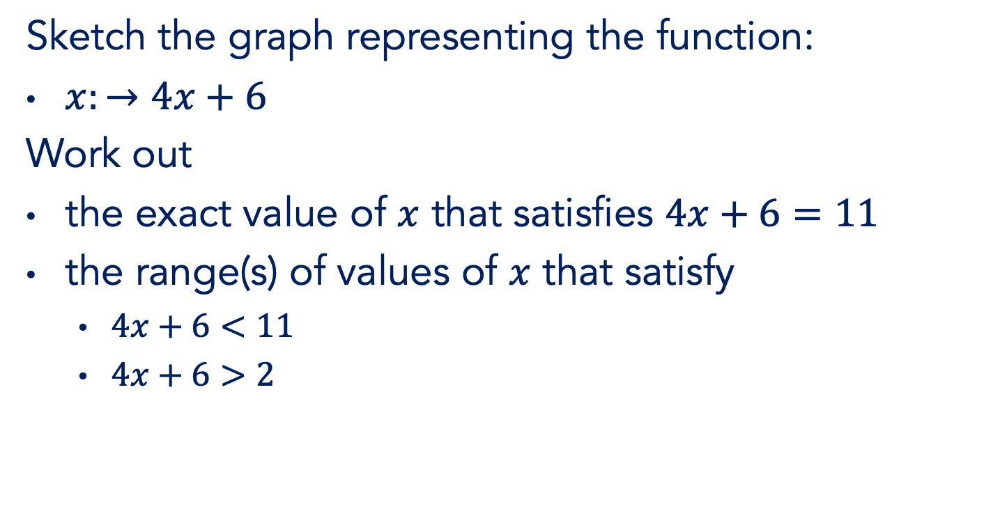 Sketch the graph representing the function:
• 𝑥: → 4𝑥 + 6
Work out
• the exact value of 𝑥 that satisfies 4𝑥 + 6 = 11
• the range(s) of values of 𝑥 that satisfy
• 4𝑥 + 6 < 11
• 4𝑥 + 6 > 2